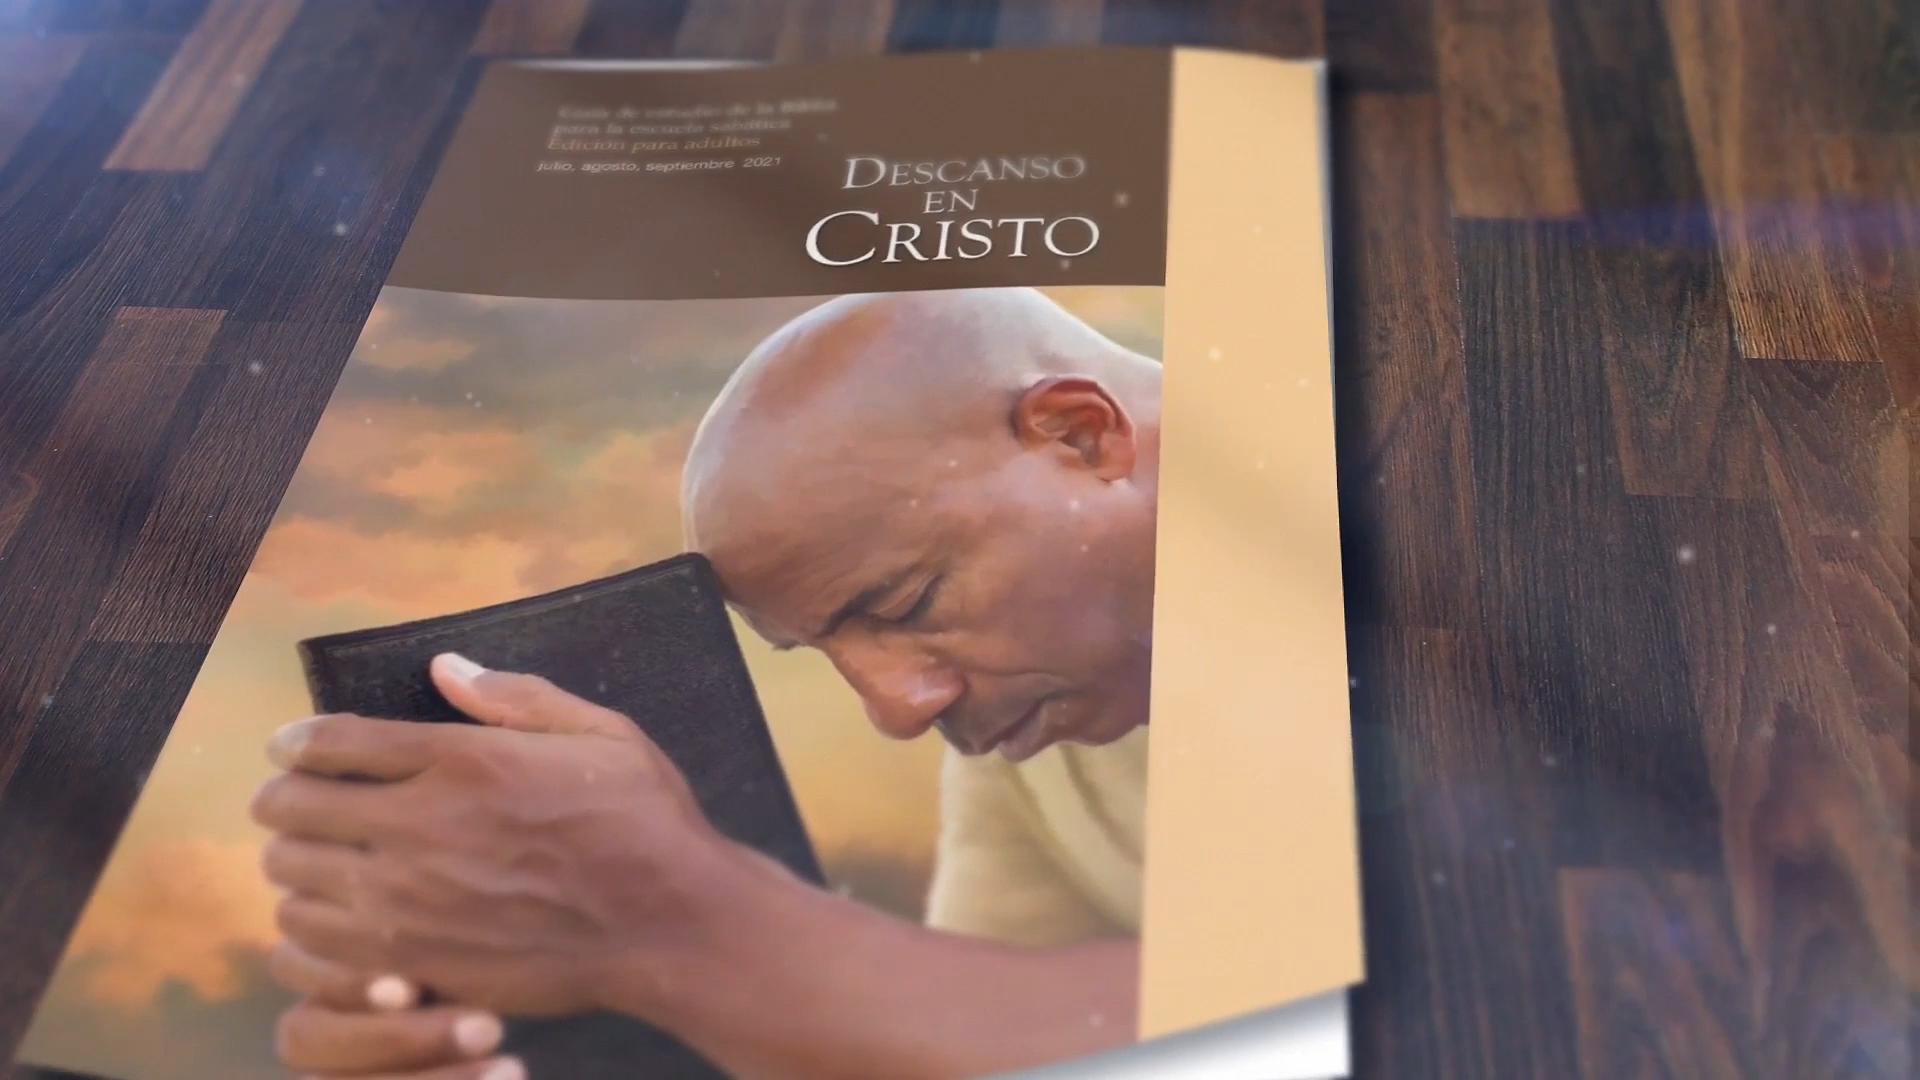 Guía de estudio de la Biblia
para la escuela sabática
Edición para adultos
julio, agosto, septiembre 2021
DESCANSO
EN
CRISTO